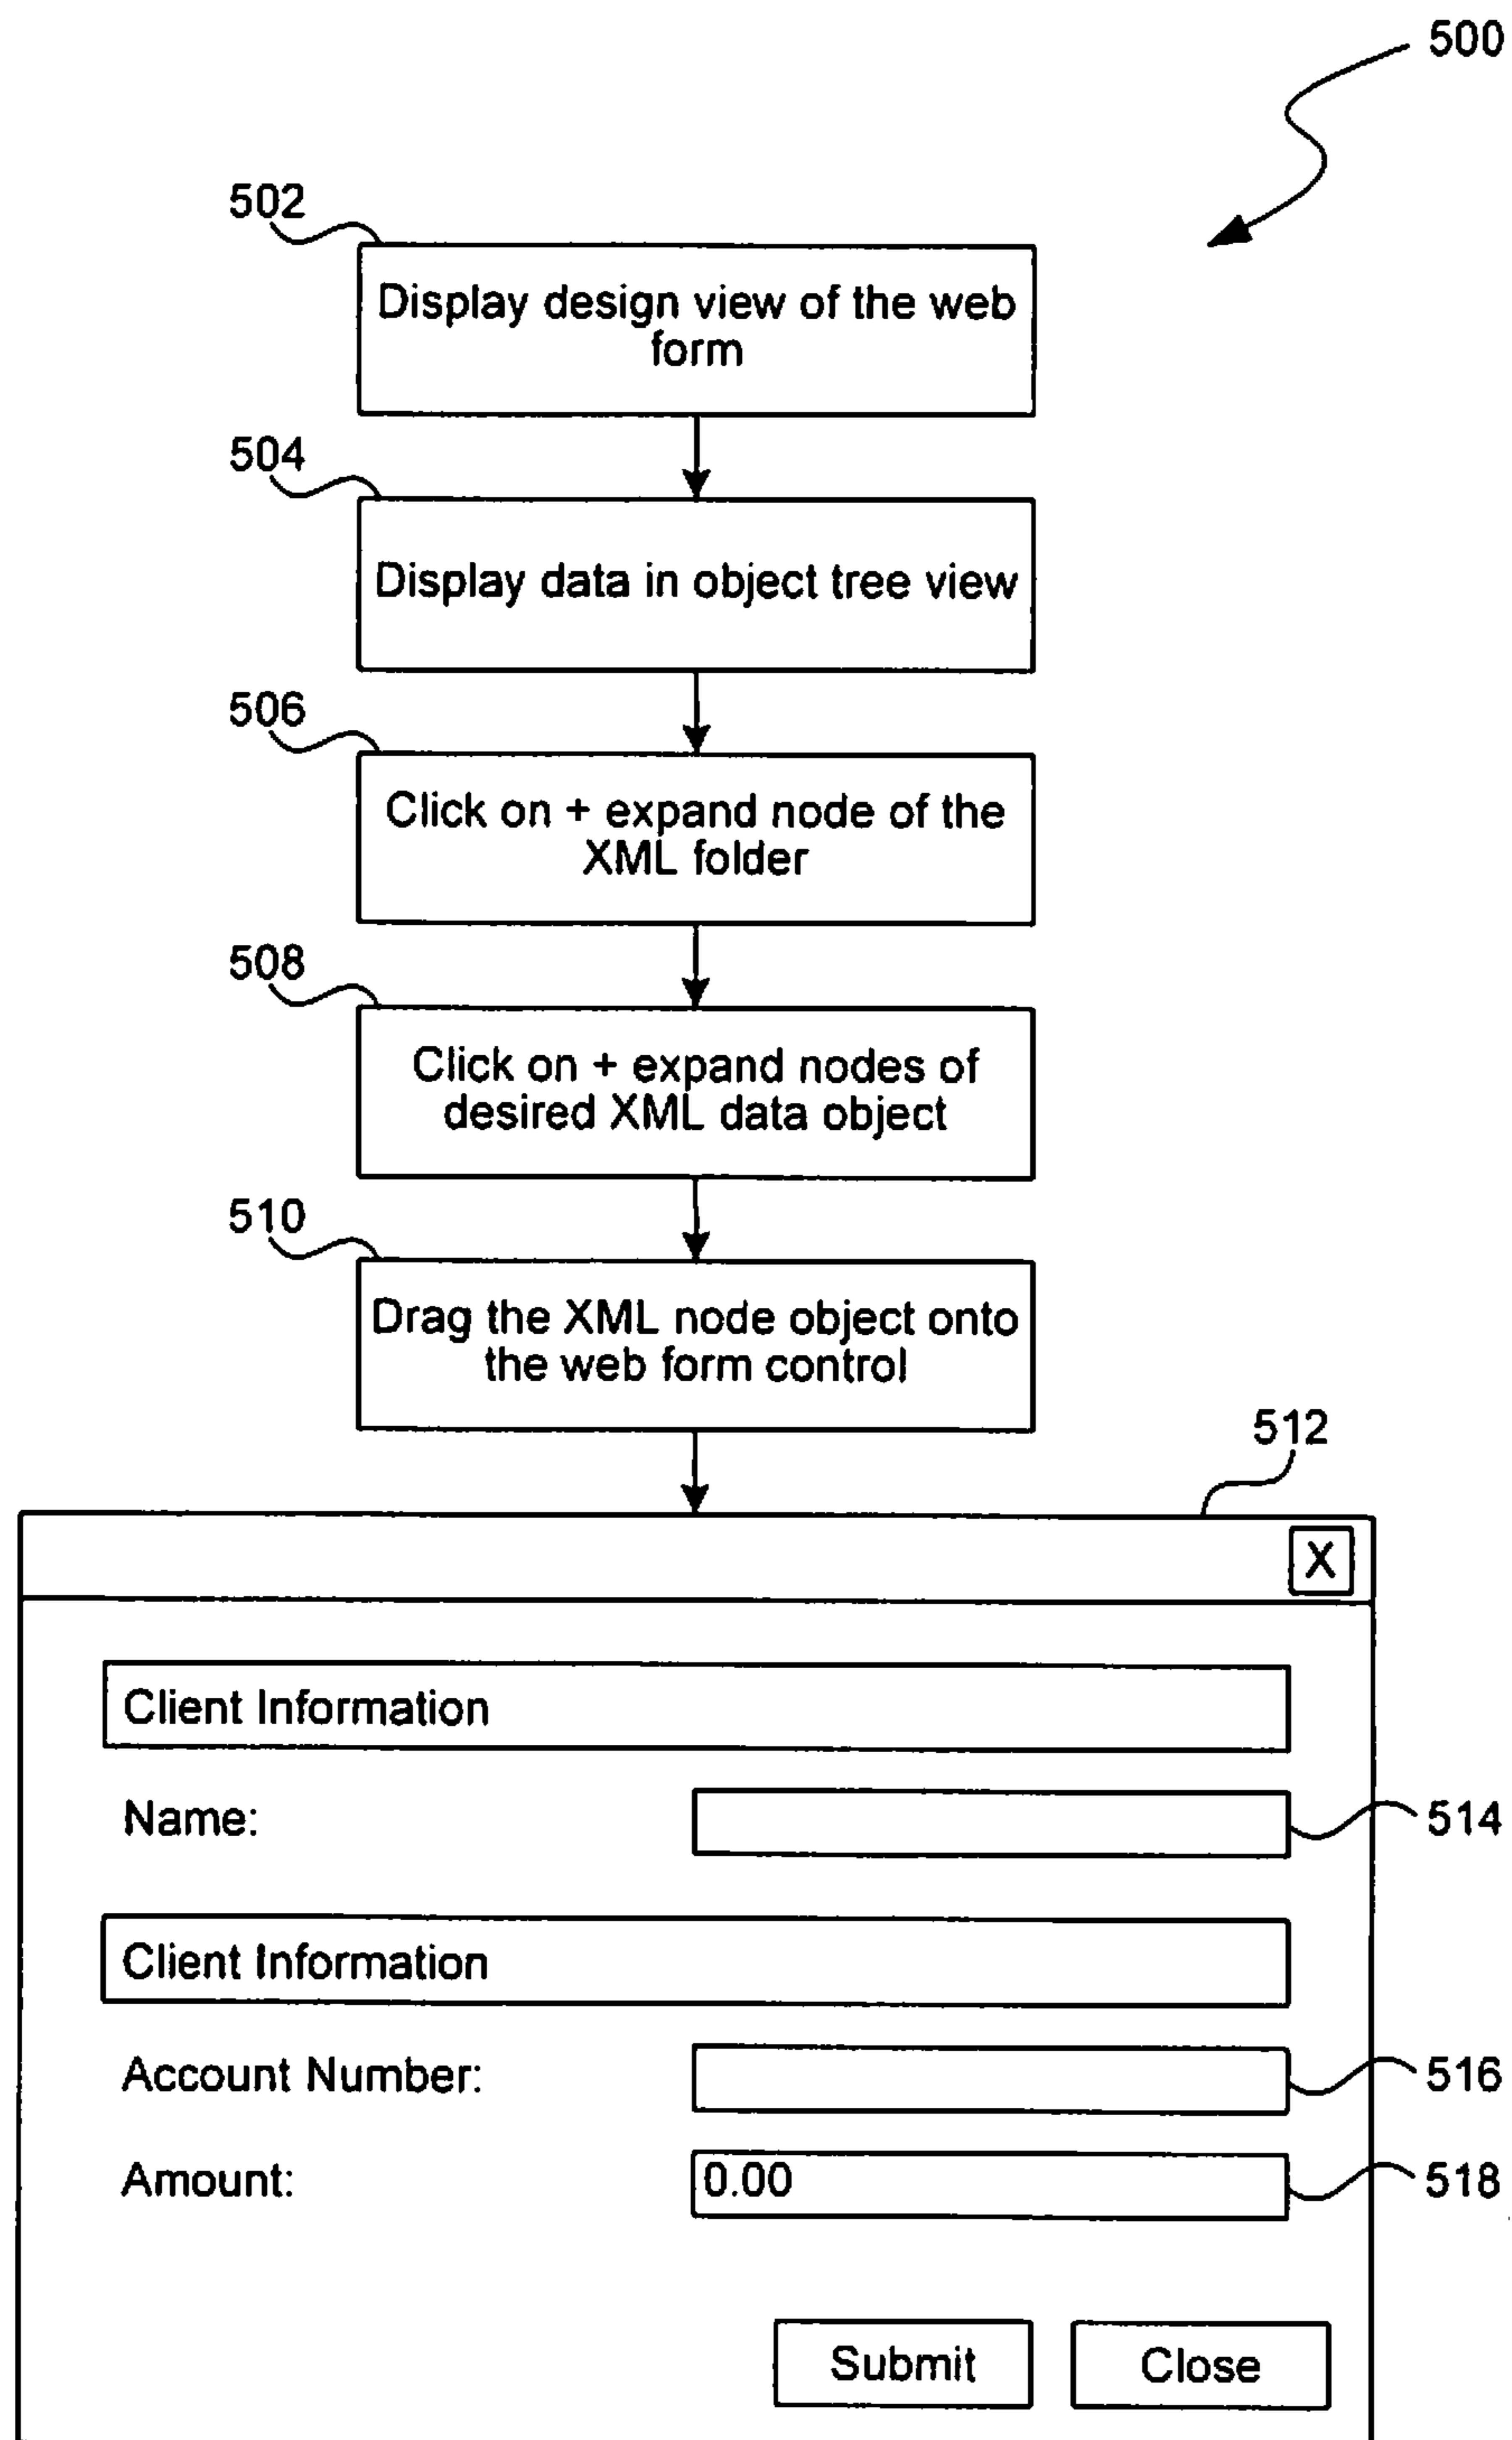 500
502
Display design view of the web
form
504
Display data in object tree view
506
Click on + expand node of the
XML folder
508
Click on + expand nodes of
desired XML data object
510
Drag the XML node object onto
the web form control
512
X
Client Information
Name:
514
Client Information
Account Number:
516
Amount:
0.00
518
Submit
Close